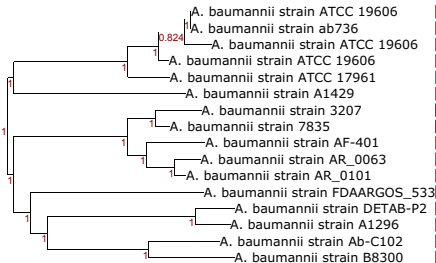 A. baumannii strain ATCC 19606
A. baumannii strain ab736
0.824
A. baumannii strain ATCC 19606
1
A. baumannii strain ATCC 19606
1
A. baumannii strain ATCC 17961
1
A. baumannii strain A1429
1
1
A. baumannii strain 3207
1
A. baumannii strain 7835
1
A. baumannii strain AF-401
1
A. baumannii strain AR_0063
1
A. baumannii strain AR_0101
1
1
A. baumannii strain FDAARGOS_533
1
A. baumannii strain DETAB-P2
1
A. baumannii strain A1296
1
A. baumannii strain Ab-C102
1
A. baumannii strain B8300